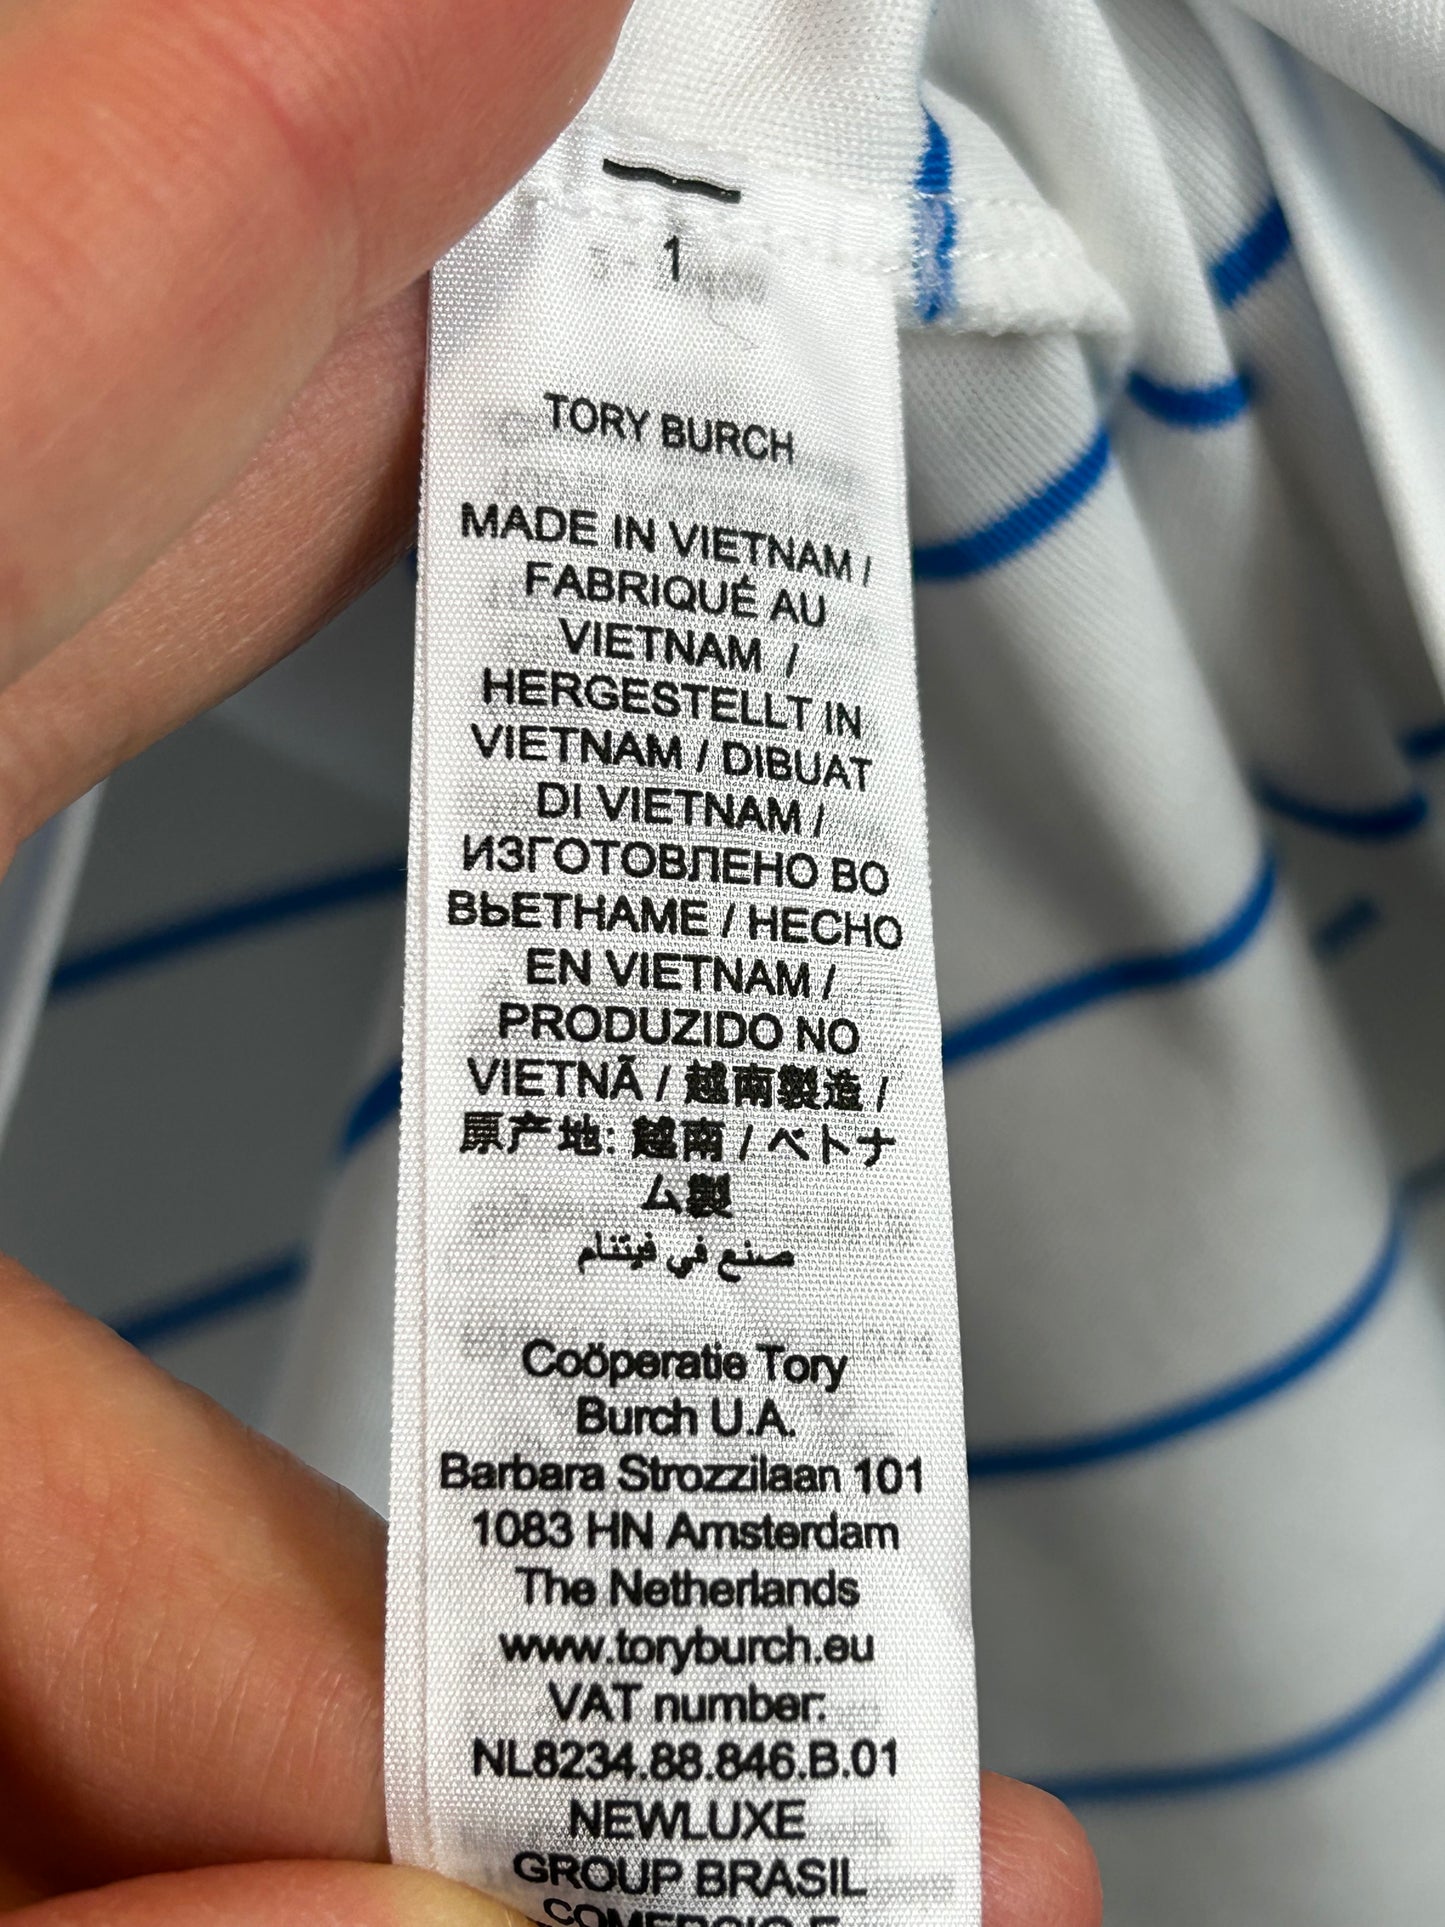 1
TORY BURCH
MADE IN VIETNAM /
FABRIQUÉ AU
VIETNAM /
HERGESTELLT IN
VIETNAM / DIBUAT
DI VIETNAM /
ИЗГОТОВЛЕНО ВО
ВЬЕТНАМЕ / HECHO
EN VIETNAM /
PRODUZIDO NO
VIETNÃ / 越南製造 /
原产地: 越南 / ベトナ
ム製
صنع في فيتنام
Coöperatie Tory
Burch U.A.
Barbara Strozzilaan 101
1083 HN Amsterdam
The Netherlands
www.toryburch.eu
VAT number:
NL8234.88.846.B.01
NEWLUXE
GROUP BRASIL
COMERCIO E